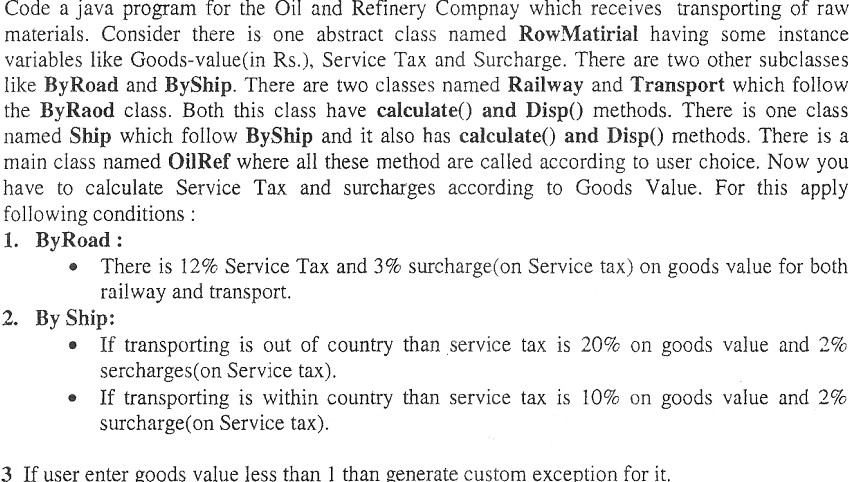 Code a java program for the Oil and Refinery Compnay which receives transporting of raw
materials. Consider there is one abstract class named RowMatirial having some instance
variables like Goods-value(in Rs.), Service Tax and Surcharge. There are two other subclasses
like ByRoad and ByShip. There are two classes named Railway and Transport which follow
the ByRaod class. Both this class have calculate() and Disp() methods. There is one class
named Ship which follow ByShip and it also has calculate() and Disp() methods. There is a
main class named OilRef where all these method are called according to user choice. Now you
have to calculate Service Tax and surcharges according to Goods Value. For this apply
following conditions :
1. ByRoad :
• There is 12% Service Tax and 3% surcharge(on Service tax) on goods value for both
railway and transport.
2. By Ship:
• If transporting is out of country than service tax is 20% on goods value and 2%
sercharges(on Service tax).
• If transporting is within country than service tax is 10% on goods value and 2%
surcharge(on Service tax).
3 If user enter goods value less than 1 than generate custom exception for it.